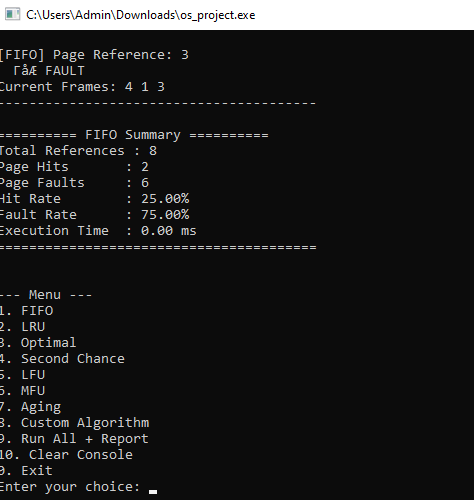 C:\Users\Admin\Downloads\os_project.exe
[FIFO] Page Reference: 3
ΓåÆ FAULT
Current Frames: 4 1 3
----------------------------------------
========== FIFO Summary ==========
Total References : 8
Page Hits       : 2
Page Faults     : 6
Hit Rate        : 25.00%
Fault Rate      : 75.00%
Execution Time  : 0.00 ms
========================================
--- Menu ---
1. FIFO
2. LRU
3. Optimal
4. Second Chance
5. LFU
6. MFU
7. Aging
8. Custom Algorithm
9. Run All + Report
10. Clear Console
0. Exit
Enter your choice: